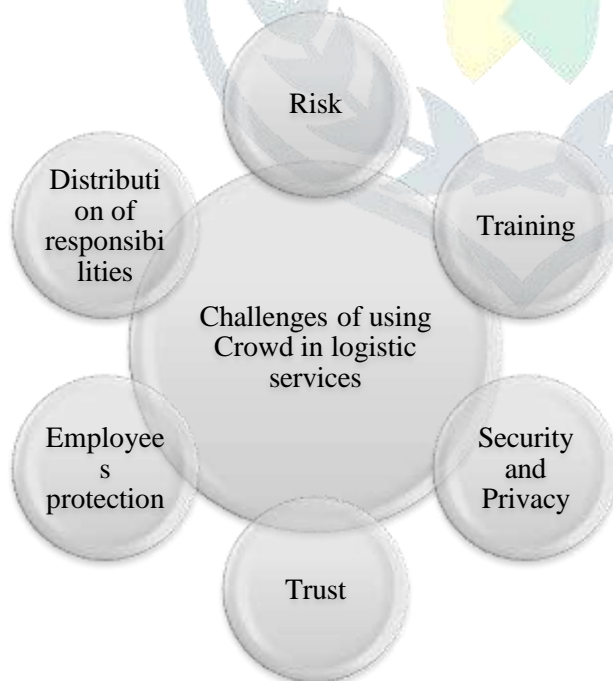 Risk
Distributi
on of
responsibi
lities
Training
Challenges of using
Crowd in logistic
services
Employee
s
protection
Security
and
Privacy
Trust